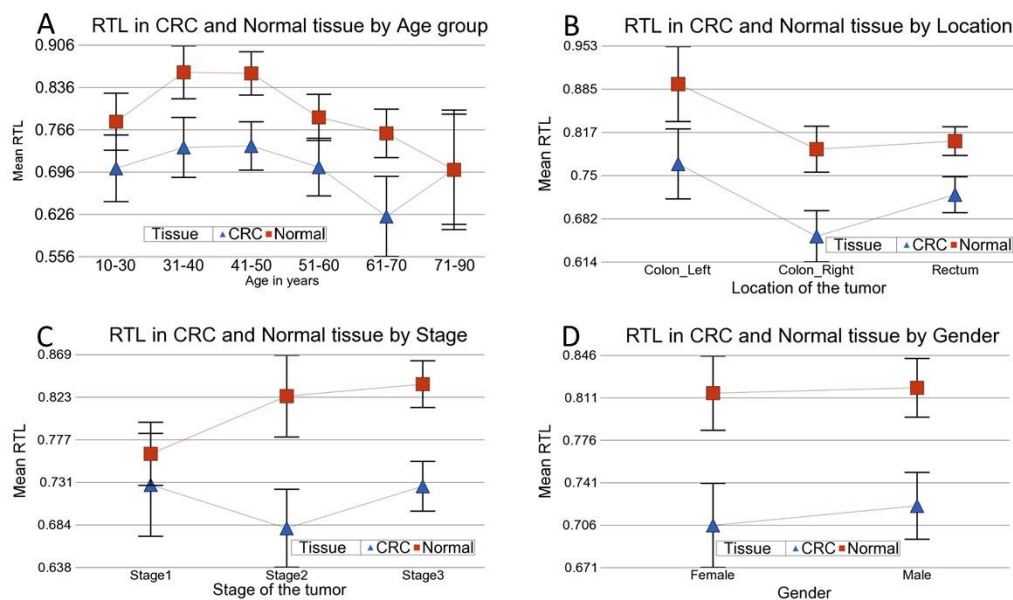 A
RTL in CRC and Normal tissue by Age group
Mean RTL
0.906
0.836
0.766
0.696
0.626
0.556
Tissue CRC Normal
10-30 31-40 41-50 51-60 61-70 71-90
Age in years
B
RTL in CRC and Normal tissue by Location
Mean RTL
0.953
0.885
0.817
0.75
0.682
0.614
Tissue CRC Normal
Colon_Left Colon_Right Rectum
Location of the tumor
C
RTL in CRC and Normal tissue by Stage
Mean RTL
0.869
0.823
0.777
0.731
0.684
0.638
Tissue CRC Normal
Stage1 Stage2 Stage3
Stage of the tumor
D
RTL in CRC and Normal tissue by Gender
Mean RTL
0.846
0.811
0.776
0.741
0.706
0.671
Tissue CRC Normal
Female Male
Gender